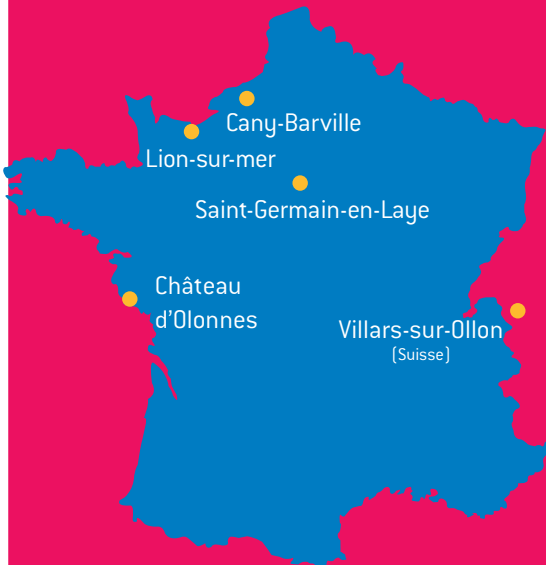 Cany-Barville
Lion-sur-mer
Saint-Germain-en-Laye
Château
d'Olonnes
Villars-sur-Ollon
(Suisse)